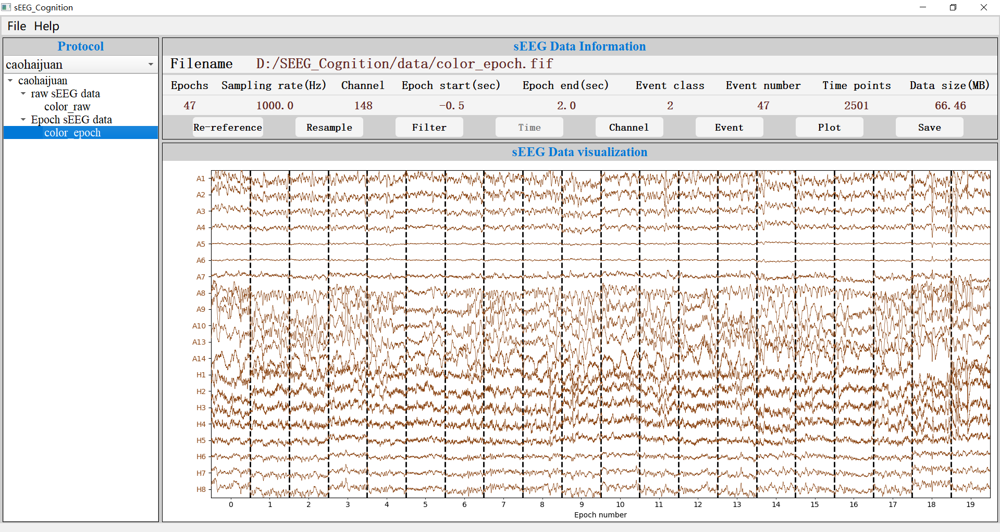 sEEG_Cognition
File Help
Protocol
caohaijuan
caohaijuan
raw sEEG data
color_raw
Epoch sEEG data
color_epoch
sEEG Data Information
Filename D:/SEEG_Cognition/data/color_epoch.fif
Epochs Sampling rate(Hz) Channel Epoch start(sec) Epoch end(sec) Event class Event number Time points Data size(MB)
47 1000.0 148 -0.5 2.0 2 47 2501 66.46
Re-reference Resample Filter Time Channel Event Plot Save
sEEG Data visualization
A1
A2
A3
A4
A5
A6
A7
A8
A9
A10
A13
A14
H1
H2
H3
H4
H5
H6
H7
H8
0 1 2 3 4 5 6 7 8 9 10 11 12 13 14 15 16 17 18 19
Epoch number